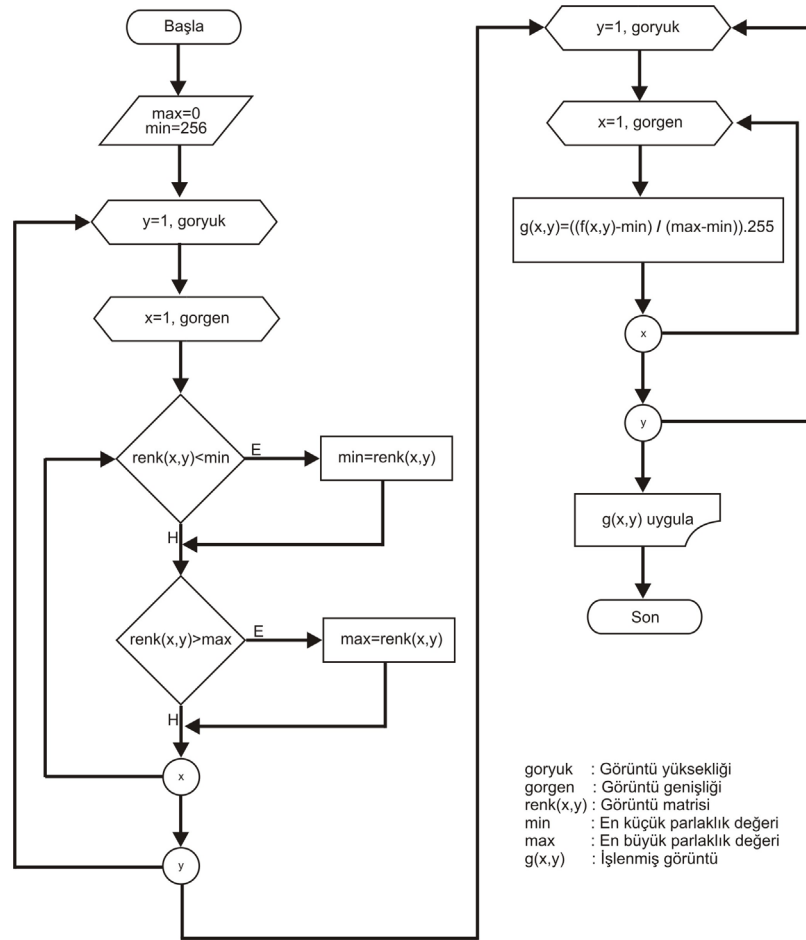 Başla
max=0
min=256
y=1, goryuk
x=1, gorgen
renk(x,y)<min
E
min=renk(x,y)
H
renk(x,y)>max
E
max=renk(x,y)
H
x
y
y=1, goryuk
x=1, gorgen
g(x,y)=((f(x,y)-min) / (max-min)).255
x
y
g(x,y) uygula
Son
goryuk : Görüntü yüksekliği
gorgen : Görüntü genişliği
renk(x,y) : Görüntü matrisi
min : En küçük parlaklık değeri
max : En büyük parlaklık değeri
g(x,y) : İşlenmiş görüntü